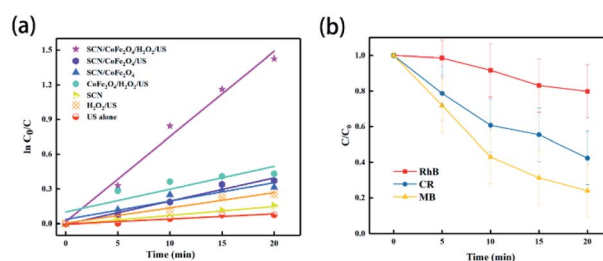 (a)
ln C₀/C
1.5
1.2
0.9
0.6
0.3
0.0
SCN/CoFe₂O₄/H₂O₂/US
SCN/CoFe₂O₄/US
SCN/CoFe₂O₄
CoFe₂O₄/H₂O₂/US
SCN
H₂O₂/US
US alone
0 5 10 15 20
Time (min)
(b)
C/C₀
1.0
0.8
0.6
0.4
0.2
0.0
RhB
CR
MB
0 5 10 15 20
Time (min)